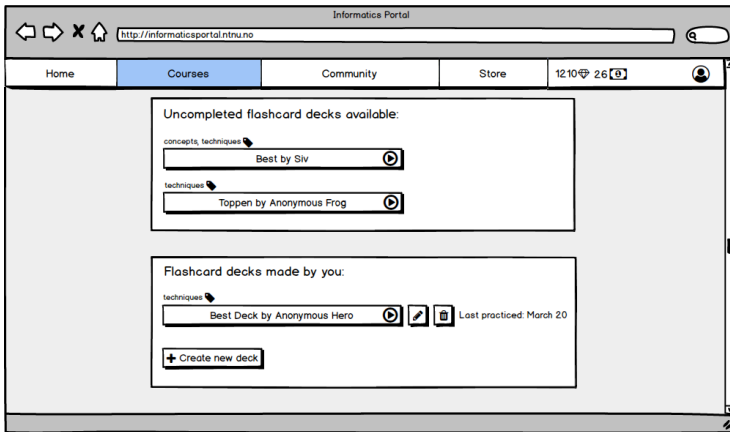 Informatics Portal
http://informaticsportal.ntnu.no
Home Courses Community Store 1210 26
Uncompleted flashcard decks available:
concepts, techniques
Best by Siv
techniques
Toppen by Anonymous Frog
Flashcard decks made by you:
techniques
Best Deck by Anonymous Hero Last practiced: March 20
+ Create new deck